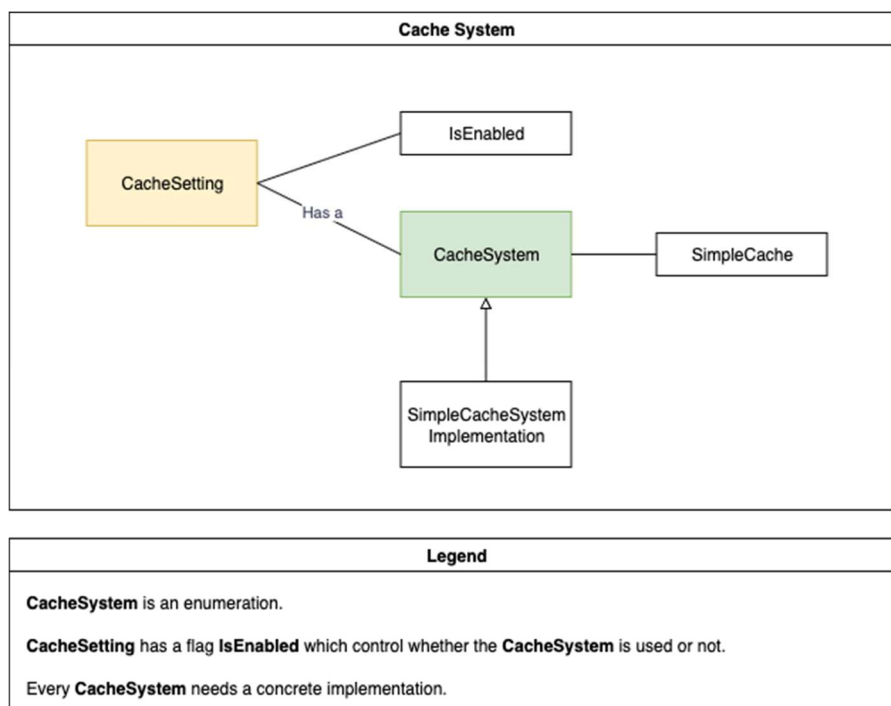 Cache System
IsEnabled
CacheSetting
Has a
CacheSystem
SimpleCache
SimpleCacheSystem
Implementation
Legend
CacheSystem is an enumeration.
CacheSetting has a flag IsEnabled which control whether the CacheSystem is used or not.
Every CacheSystem needs a concrete implementation.